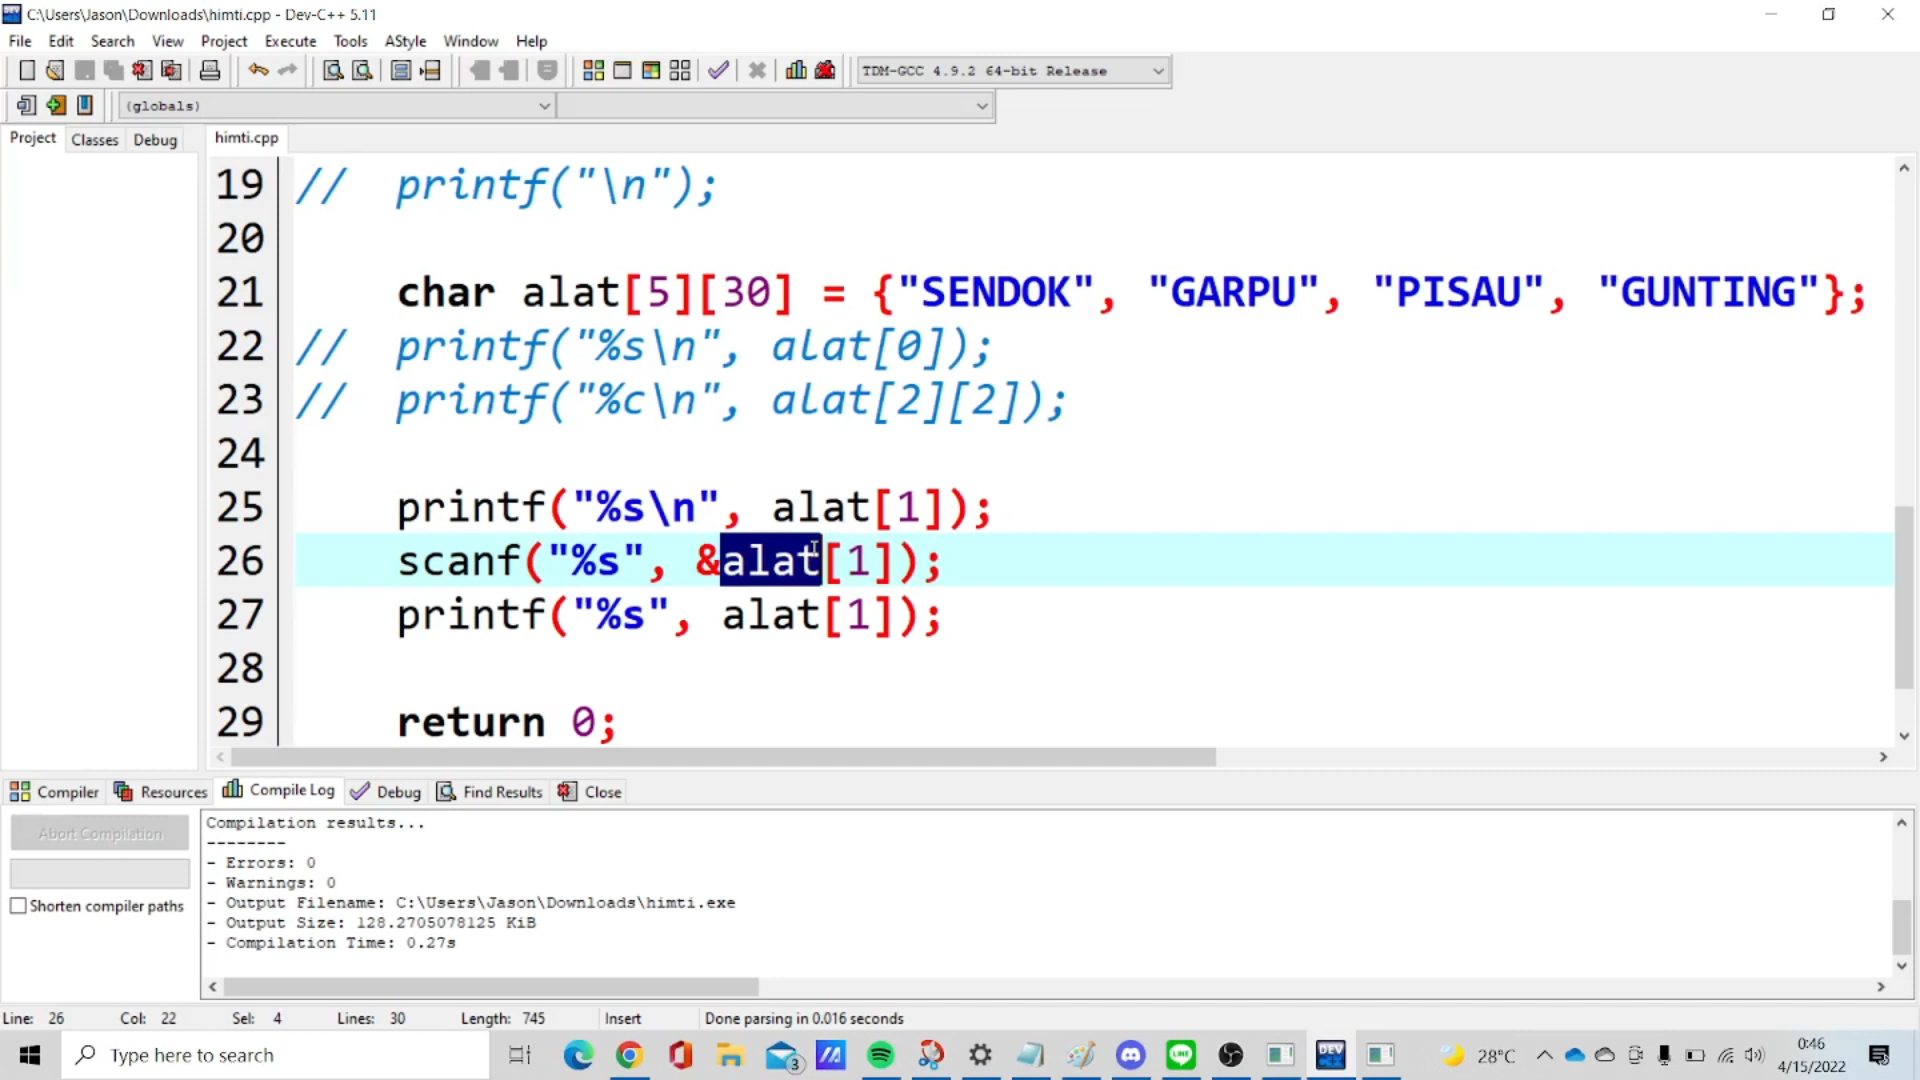 C:\Users\Jason\Downloads\himti.cpp - Dev-C++ 5.11
File Edit Search View Project Execute Tools AStyle Window Help
TDM-GCC 4.9.2 64-bit Release
(globals)
Project Classes Debug himti.cpp
19 // printf("\n");
20
21 char alat[5][30] = {"SENDOK", "GARPU", "PISAU", "GUNTING"};
22 // printf("%s\n", alat[0]);
23 // printf("%c\n", alat[2][2]);
24
25 printf("%s\n", alat[1]);
26 scanf("%s", &alat[1]);
27 printf("%s", alat[1]);
28
29 return 0;
Compiler Resources Compile Log Debug Find Results Close
Abort Compilation
Shorten compiler paths
Compilation results...
--------
- Errors: 0
- Warnings: 0
- Output Filename: C:\Users\Jason\Downloads\himti.exe
- Output Size: 128.2705078125 KiB
- Compilation Time: 0.27s
Line: 26 Col: 22 Sel: 4 Lines: 30 Length: 745 Insert Done parsing in 0.016 seconds
Type here to search
3
LINE
DEV
28°C
0:46
4/15/2022